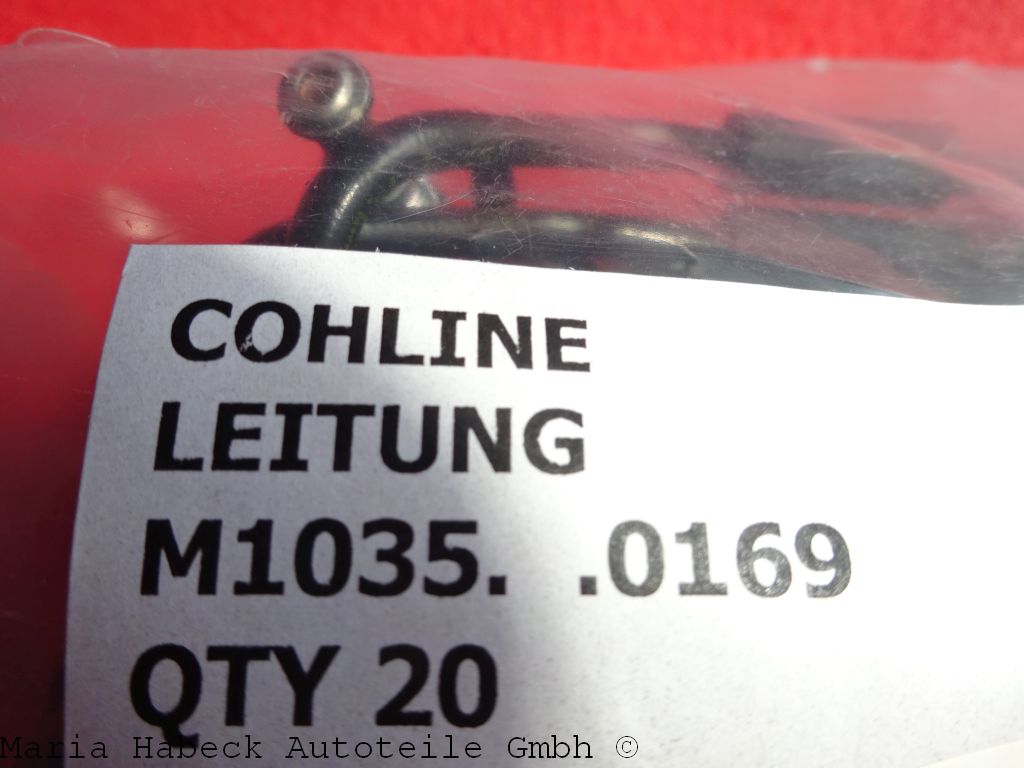 COHLINE
LEITUNG
M1035. .0169
QTY 20
Maria Habeck Autoteile Gmbh ©